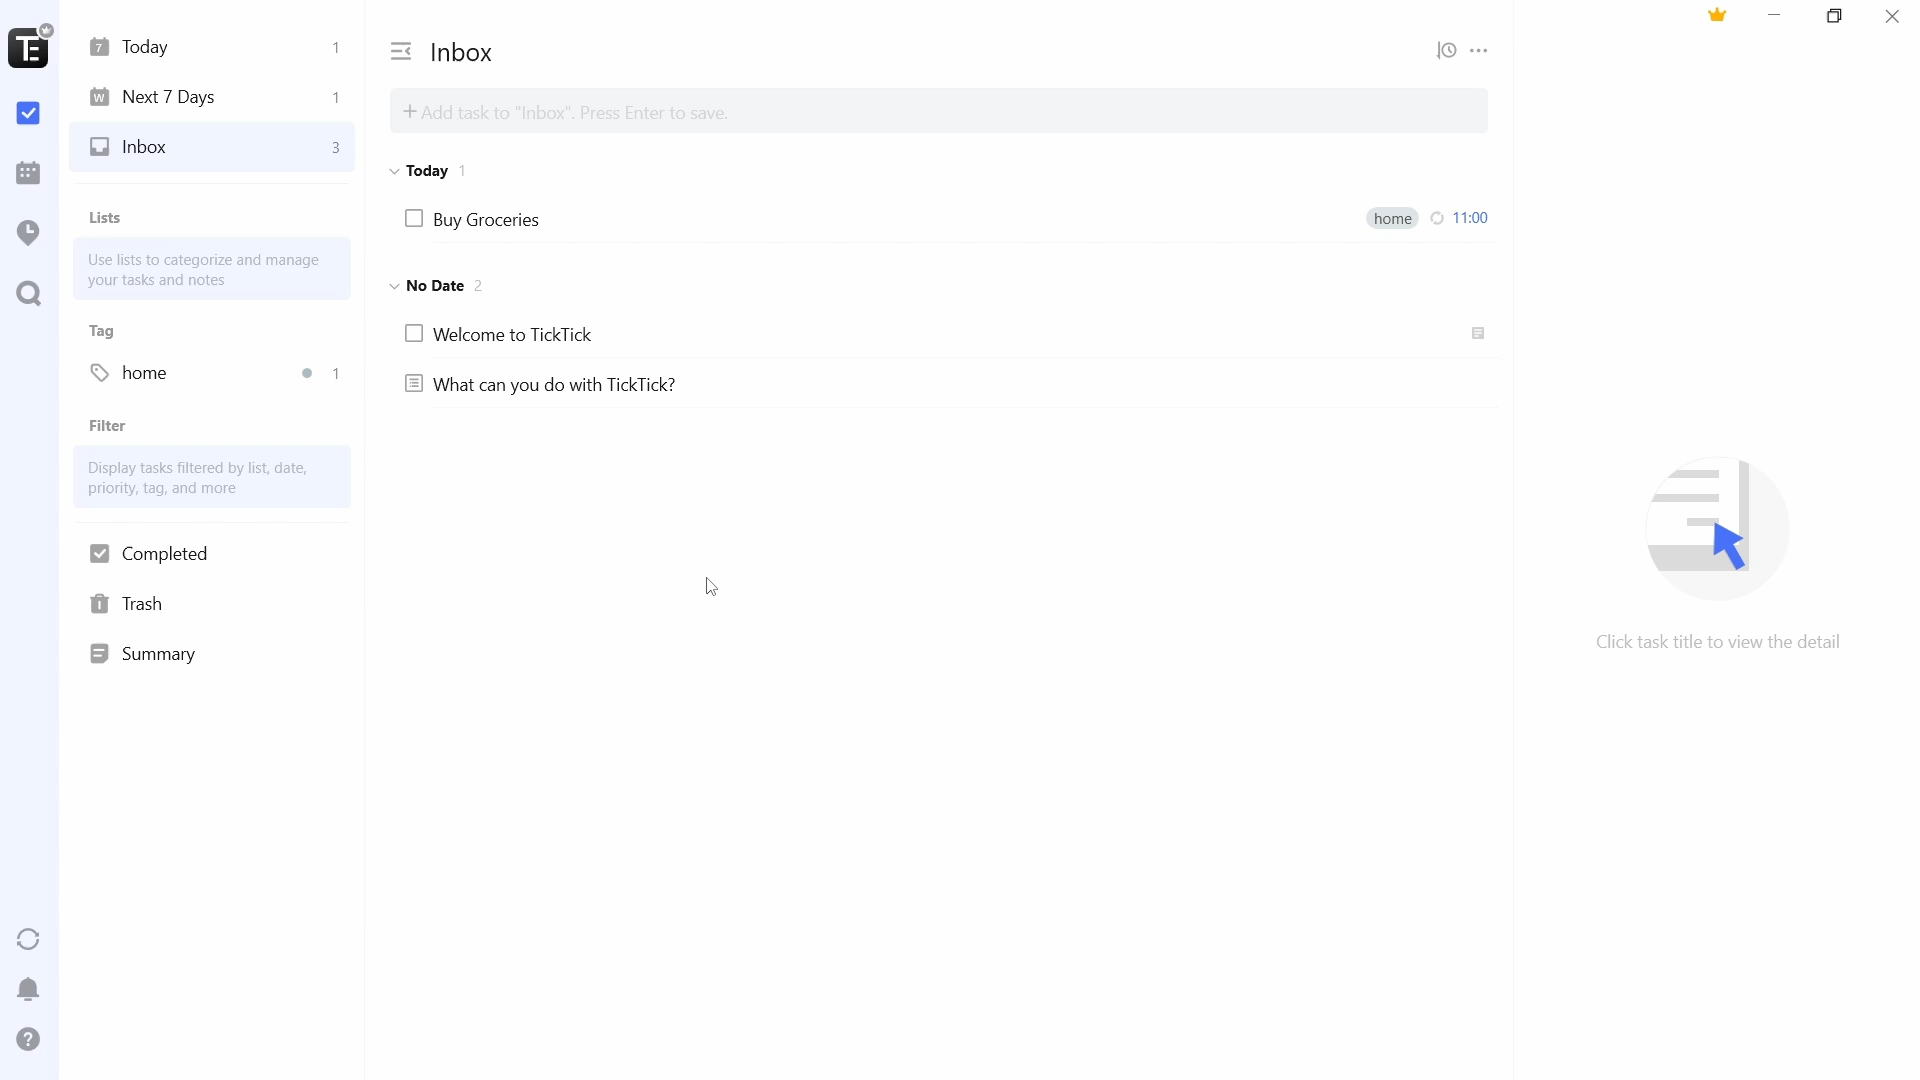 TE
7 Today 1
W Next 7 Days 1
Inbox 3
Lists
Use lists to categorize and manage
your tasks and notes
Tag
home 1
Filter
Display tasks filtered by list, date,
priority, tag, and more
Completed
Trash
Summary
?
Inbox
+ Add task to "Inbox". Press Enter to save.
Today 1
Buy Groceries home 11:00
No Date 2
Welcome to TickTick
What can you do with TickTick?
Click task title to view the detail